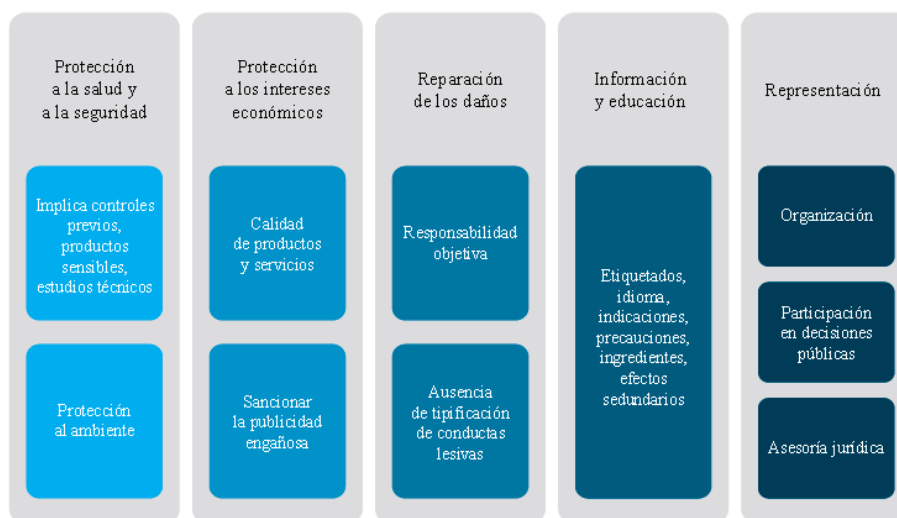 Protección
a la salud y
a la seguridad
Implica controles
previos,
productos
sensibles,
estudios técnicos
Protección
al ambiente
Protección
a los intereses
económicos
Calidad
de productos
y servicios
Sancionar
la publicidad
engañosa
Reparación
de los daños
Responsabilidad
objetiva
Ausencia
de tipificación
de conductas
lesivas
Información
y educación
Etiquetados,
idioma,
indicaciones,
precauciones,
ingredientes,
efectos
sedundarios
Representación
Organización
Participación
en decisiones
públicas
Asesoría jurídica